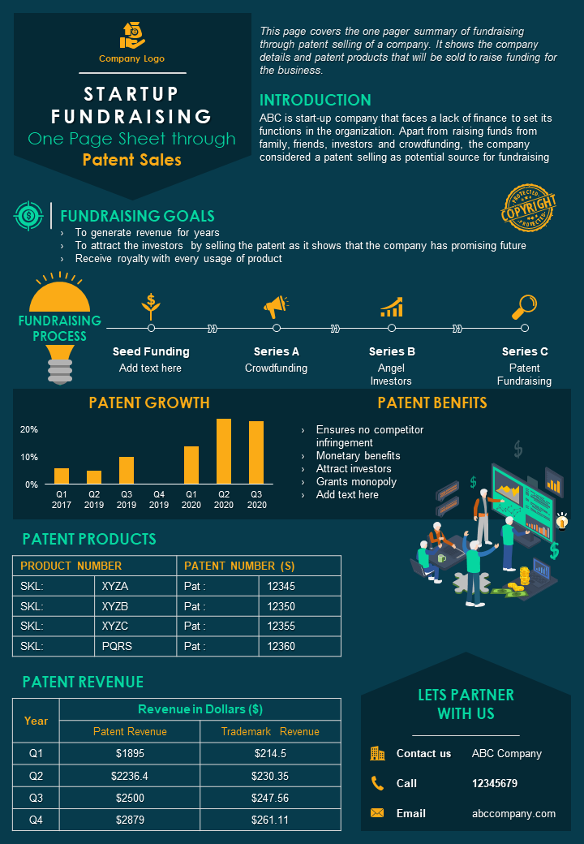 Company Logo
STARTUP
FUNDRAISING
One Page Sheet through
Patent Sales
This page covers the one pager summary of fundraising
through patent selling of a company. It shows the company
details and patent products that will be sold to raise funding for
the business.
INTRODUCTION
ABC is start-up company that faces a lack of finance to set its
functions in the organization. Apart from raising funds from
family, friends, investors and crowdfunding, the company
considered a patent selling as potential source for fundraising
PROTECTED
COPYRIGHT
PROTECTED
FUNDRAISING GOALS
› To generate revenue for years
› To attract the investors by selling the patent as it shows that the company has promising future
› Receive royalty with every usage of product
FUNDRAISING
PROCESS
Seed Funding
Add text here
Series A
Crowdfunding
Series B
Angel
Investors
Series C
Patent
Fundraising
PATENT GROWTH
20%
10%
0%
Q1 Q2 Q3 Q4 Q1 Q2 Q3
2017 2019 2019 2019 2020 2020 2020
PATENT BENFITS
› Ensures no competitor
infringement
› Monetary benefits
› Attract investors
› Grants monopoly
› Add text here
PATENT PRODUCTS
PRODUCT NUMBER PATENT NUMBER (S)
SKL: XYZA Pat : 12345
SKL: XYZB Pat : 12350
SKL: XYZC Pat : 12355
SKL: PQRS Pat : 12360
PATENT REVENUE
Year
Revenue in Dollars ($)
Patent Revenue Trademark Revenue
Q1 $1895 $214.5
Q2 $2236.4 $230.35
Q3 $2500 $247.56
Q4 $2879 $261.11
LETS PARTNER
WITH US
Contact us ABC Company
Call 12345679
Email abccompany.com